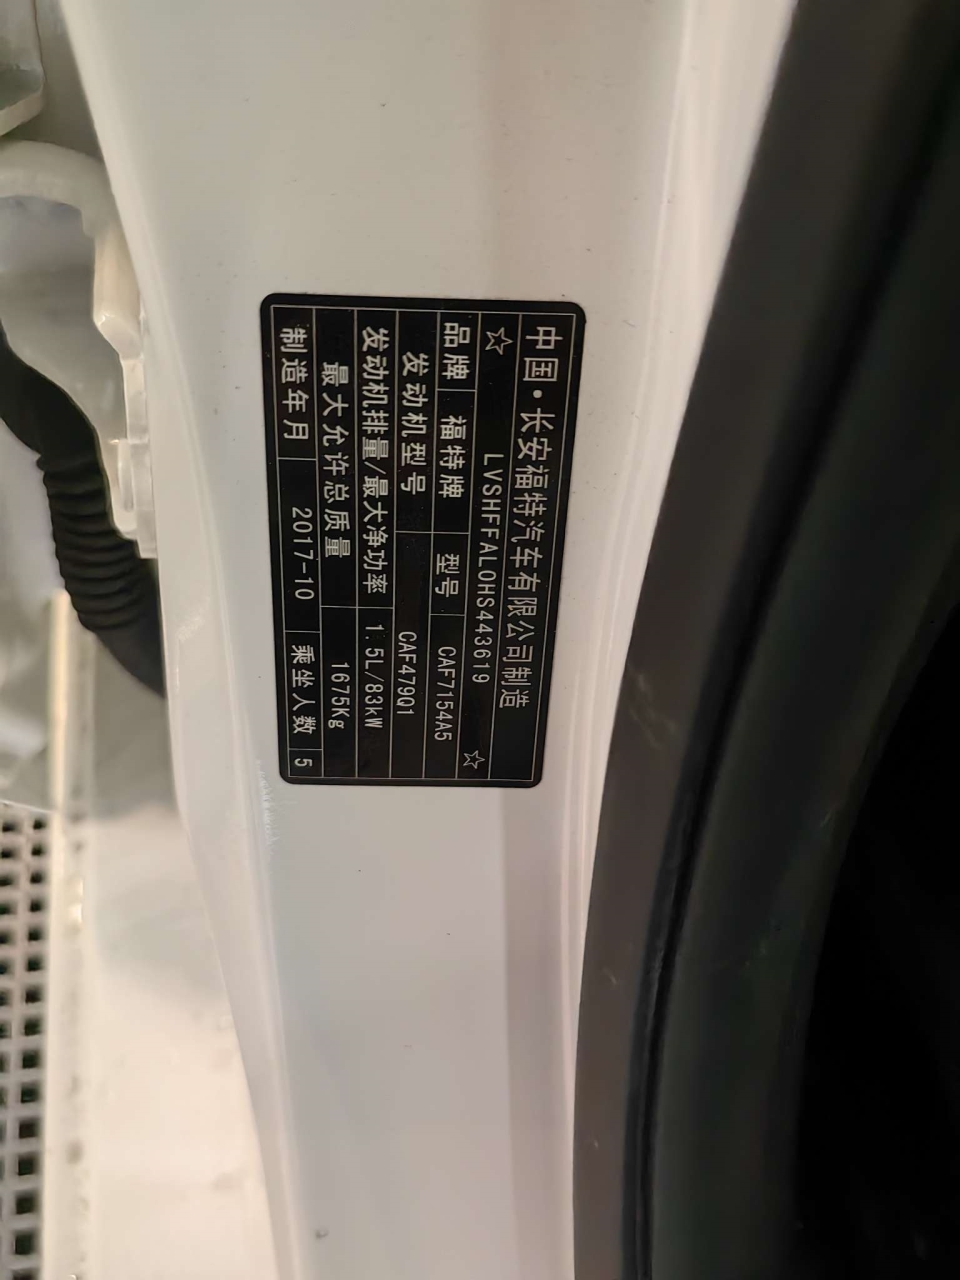 中国·长安福特汽车有限公司制造
☆ LVSHFFAL0HS443619 ☆
品牌 福特牌 型号 CAF7154A5
发动机型号 CAF479Q1
发动机排量/最大净功率 1.5L/83kW
最大允许总质量 1675Kg
制造年月 2017-10 乘坐人数 5